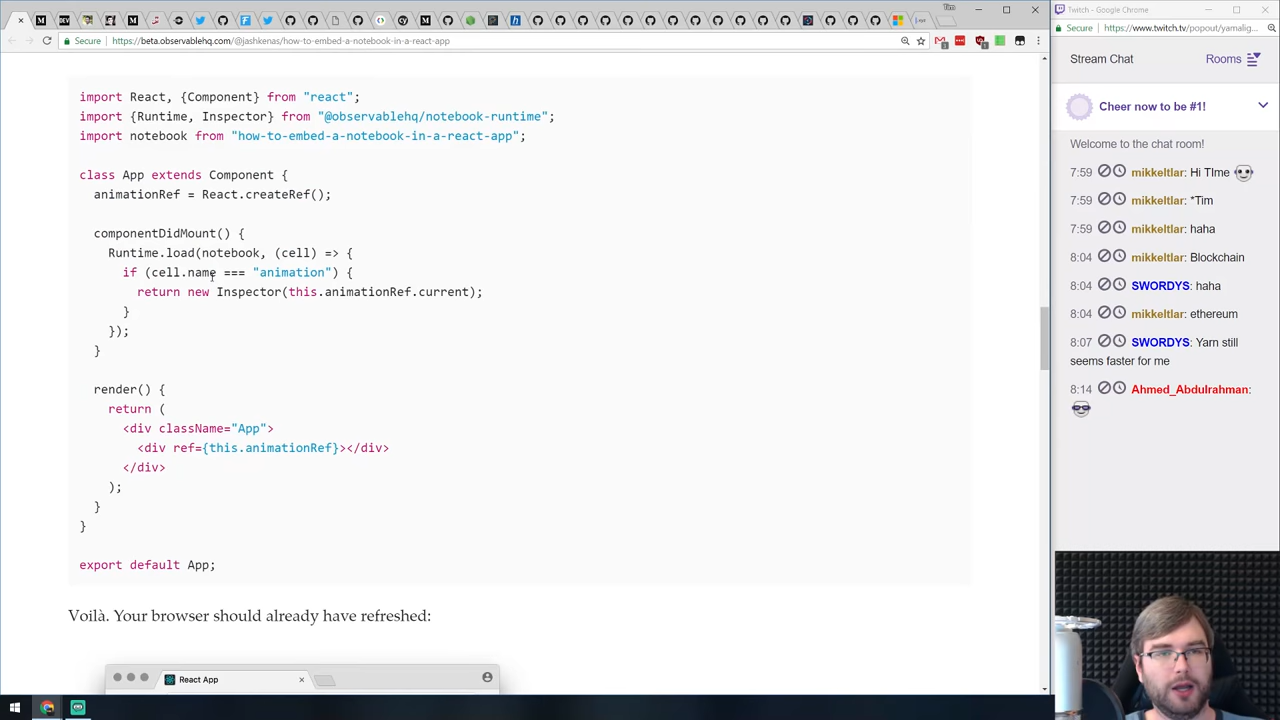 Tim
Secure
https://beta.observablehq.com/@jashkenas/how-to-embed-a-notebook-in-a-react-app
import React, {Component} from "react";
import {Runtime, Inspector} from "@observablehq/notebook-runtime";
import notebook from "how-to-embed-a-notebook-in-a-react-app";
class App extends Component {
animationRef = React.createRef();
componentDidMount() {
Runtime.load(notebook, (cell) => {
if (cell.name === "animation") {
return new Inspector(this.animationRef.current);
}
});
}
render() {
return (
<div className="App">
<div ref={this.animationRef}></div>
</div>
);
}
}
export default App;
Voilà. Your browser should already have refreshed:
React App
Twitch - Google Chrome
Secure
https://www.twitch.tv/popout/yamalig...
Stream Chat
Rooms
Cheer now to be #1!
Welcome to the chat room!
7:59 mikkeltlar: Hi TIme
7:59 mikkeltlar: *Tim
7:59 mikkeltlar: haha
7:59 mikkeltlar: Blockchain
8:04 SWORDYS: haha
8:04 mikkeltlar: ethereum
8:07 SWORDYS: Yarn still
seems faster for me
8:14 Ahmed_Abdulrahman: